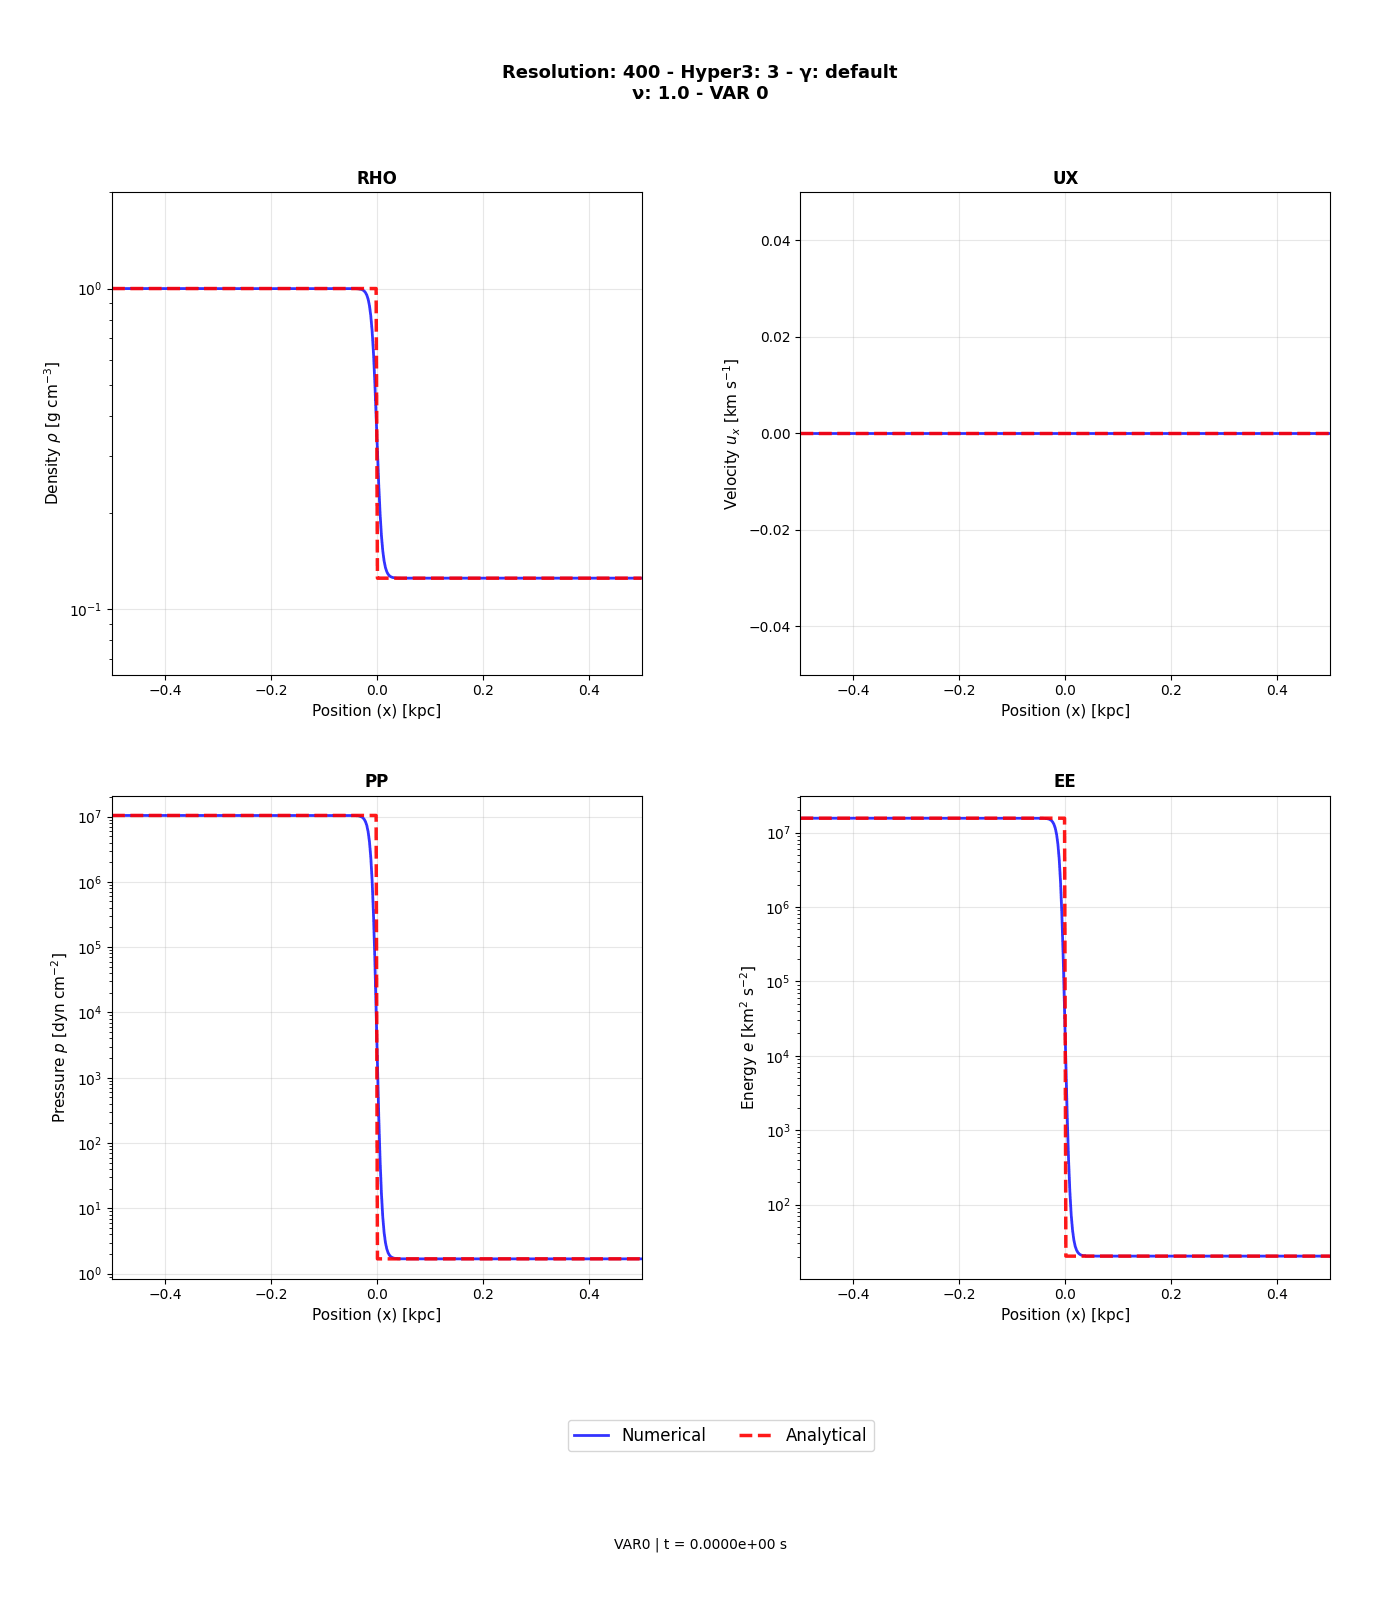 Resolution: 400 - Hyper3: 3 - γ: default
ν: 1.0 - VAR 0
RHO
Density ρ [g cm⁻³]
10⁰
10⁻¹
−0.4 −0.2 0.0 0.2 0.4
Position (x) [kpc]
UX
Velocity uₓ [km s⁻¹]
0.04
0.02
0.00
−0.02
−0.04
−0.4 −0.2 0.0 0.2 0.4
Position (x) [kpc]
PP
Pressure p [dyn cm⁻²]
10⁷
10⁶
10⁵
10⁴
10³
10²
10¹
10⁰
−0.4 −0.2 0.0 0.2 0.4
Position (x) [kpc]
EE
Energy e [km² s⁻²]
10⁷
10⁶
10⁵
10⁴
10³
10²
−0.4 −0.2 0.0 0.2 0.4
Position (x) [kpc]
Numerical Analytical
VAR0 | t = 0.0000e+00 s